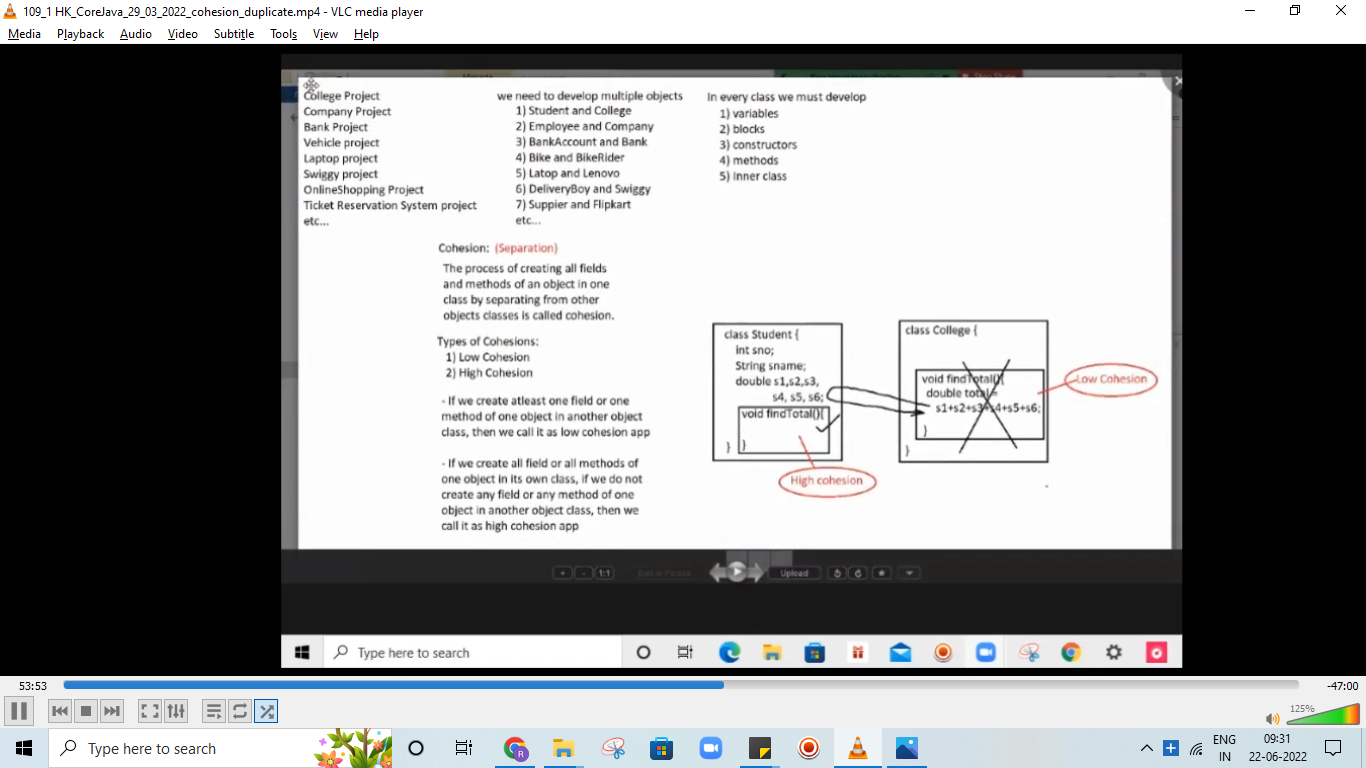 109_1 HK_CoreJava_29_03_2022_cohesion_duplicate.mp4 - VLC media player
Media Playback Audio Video Subtitle Tools View Help
College Project
Company Project
Bank Project
Vehicle project
Laptop project
Swiggy project
OnlineShopping Project
Ticket Reservation System project
etc...
we need to develop multiple objects
1) Student and College
2) Employee and Company
3) BankAccount and Bank
4) Bike and BikeRider
5) Latop and Lenovo
6) DeliveryBoy and Swiggy
7) Suppier and Flipkart
etc...
In every class we must develop
1) variables
2) blocks
3) constructors
4) methods
5) Inner class
Cohesion: (Separation)
The process of creating all fields
and methods of an object in one
class by separating from other
objects classes is called cohesion.
Types of Cohesions:
1) Low Cohesion
2) High Cohesion
- If we create atleast one field or one
method of one object in another object
class, then we call it as low cohesion app
- If we create all field or all methods of
one object in its own class, if we do not
create any field or any method of one
object in another object class, then we
call it as high cohesion app
class Student {
int sno;
String sname;
double s1,s2,s3,
s4, s5, s6;
void findTotal(){
}
}
High cohesion
class College {
void findTotal(){
double total =
s1+s2+s3+s4+s5+s6;
}
}
Low Cohesion
1:1
Upload
Type here to search
53:53
-47:00
125%
Type here to search
ENG
IN
09:31
22-06-2022